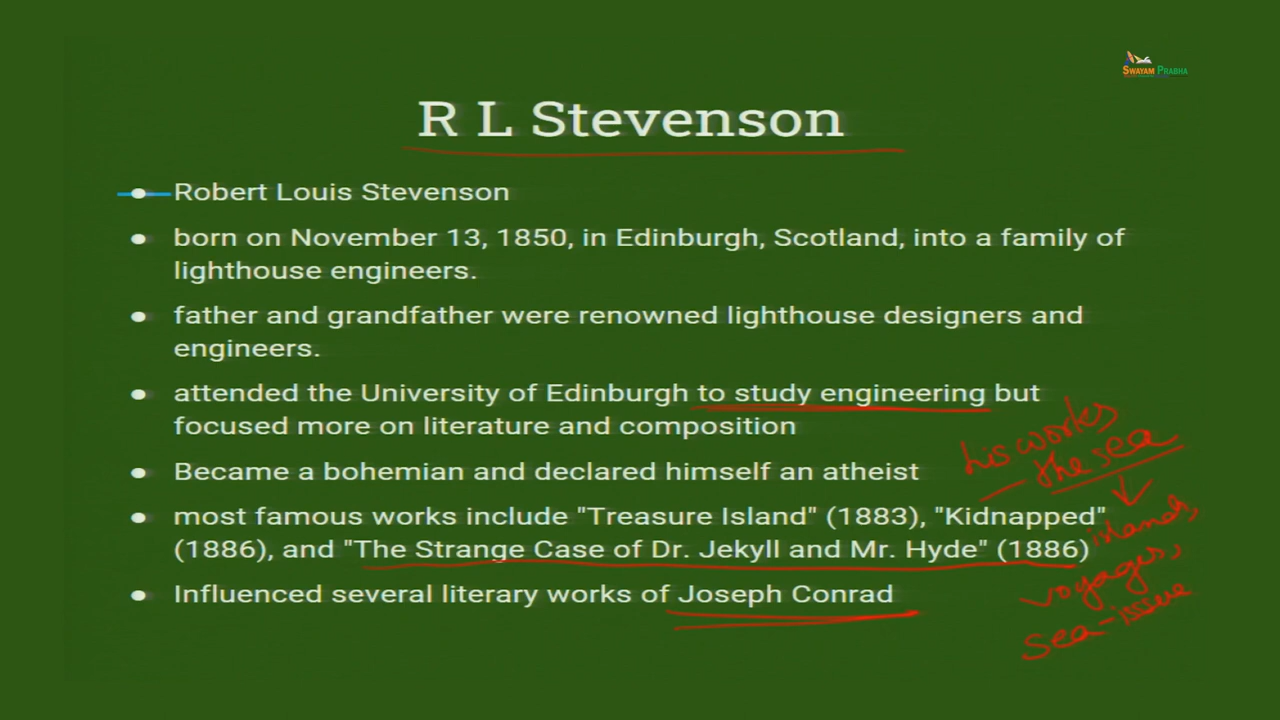 SWAYAM PRABHA
R L Stevenson
● Robert Louis Stevenson
● born on November 13, 1850, in Edinburgh, Scotland, into a family of
lighthouse engineers.
● father and grandfather were renowned lighthouse designers and
engineers.
● attended the University of Edinburgh to study engineering but
focused more on literature and composition
● Became a bohemian and declared himself an atheist
● most famous works include "Treasure Island" (1883), "Kidnapped"
(1886), and "The Strange Case of Dr. Jekyll and Mr. Hyde" (1886)
● Influenced several literary works of Joseph Conrad
his works,
the sea
islands,
voyages,
sea-issue